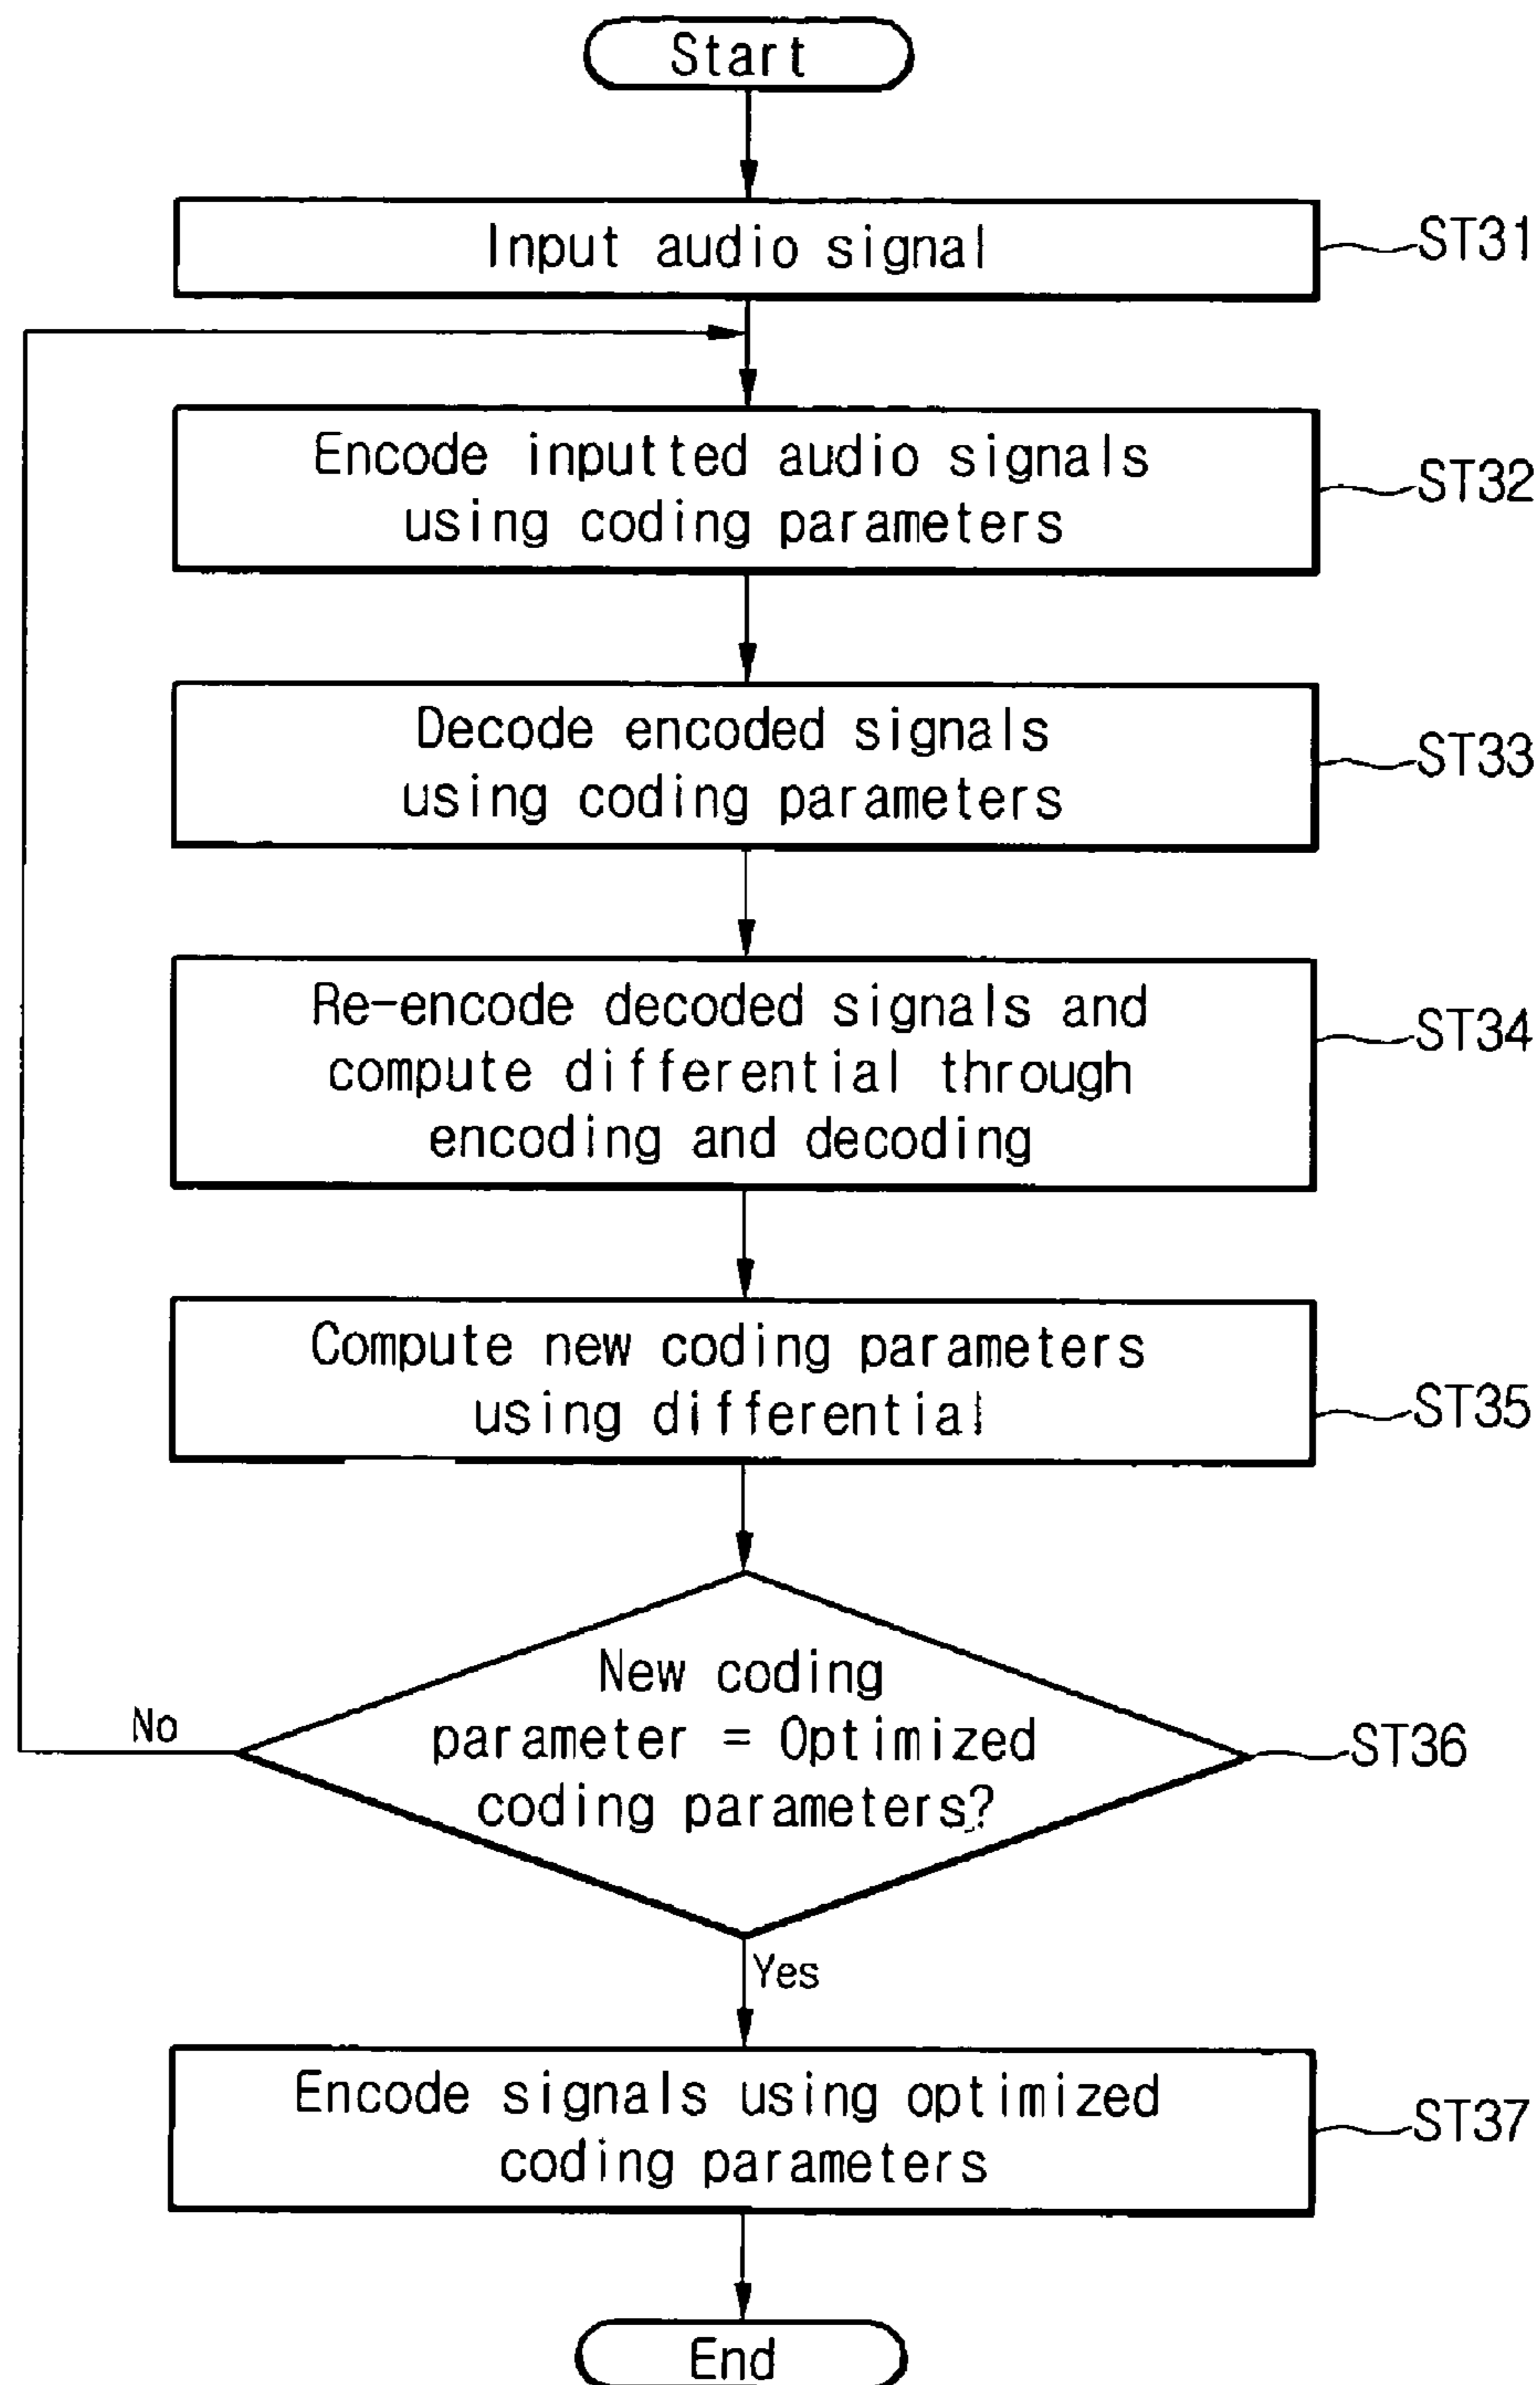 Start
Input audio signal
ST31
Encode inputted audio signals
using coding parameters
ST32
Decode encoded signals
using coding parameters
ST33
Re-encode decoded signals and
compute differential through
encoding and decoding
ST34
Compute new coding parameters
using differential
ST35
New coding
parameter = Optimized
coding parameters?
No
ST36
Yes
Encode signals using optimized
coding parameters
ST37
End